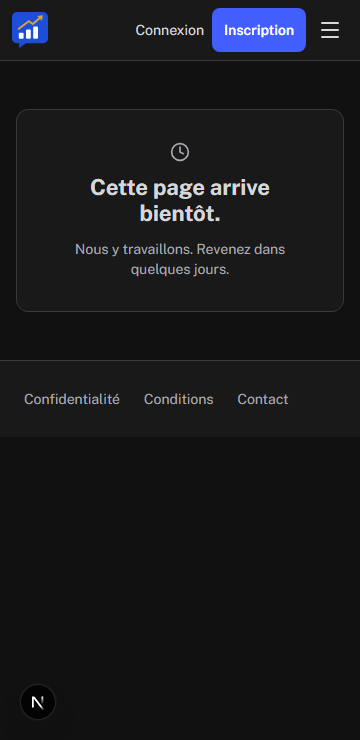 Connexion
Inscription
Cette page arrive
bientôt.
Nous y travaillons. Revenez dans
quelques jours.
Confidentialité
Conditions
Contact
N